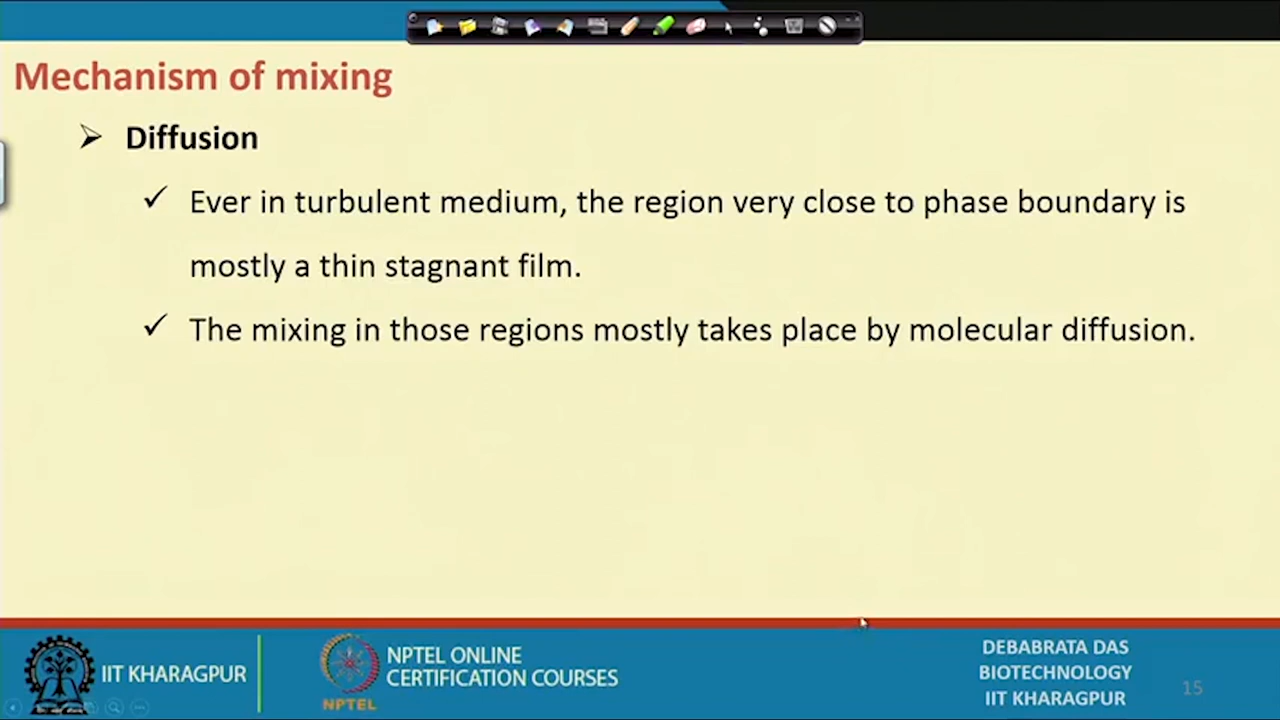 Mechanism of mixing
Diffusion
Ever in turbulent medium, the region very close to phase boundary is
mostly a thin stagnant film.
The mixing in those regions mostly takes place by molecular diffusion.
IIT KHARAGPUR
NPTEL
NPTEL ONLINE
CERTIFICATION COURSES
DEBABRATA DAS
BIOTECHNOLOGY
IIT KHARAGPUR
15